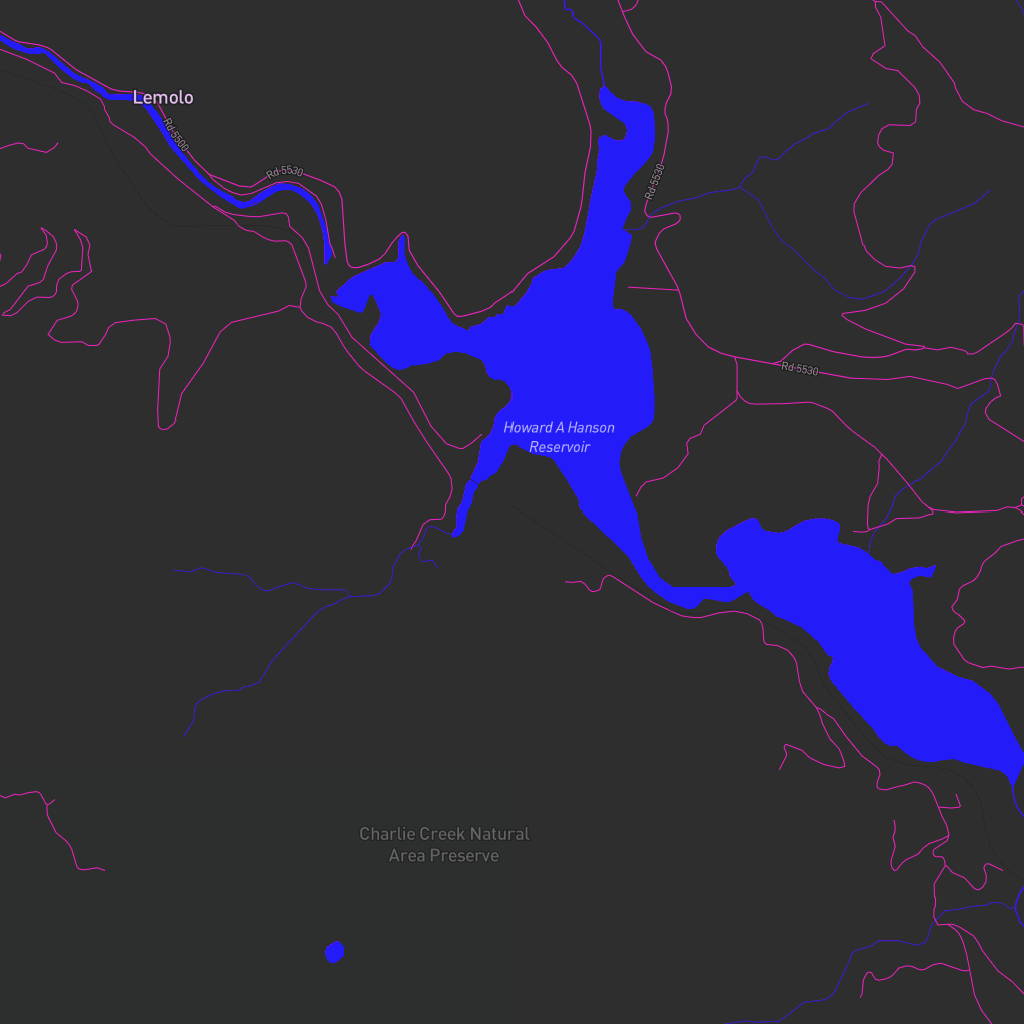 Lemolo
Rd 5500
Rd 5530
Rd 5530
Rd 5530
Howard A Hanson
Reservoir
Charlie Creek Natural
Area Preserve